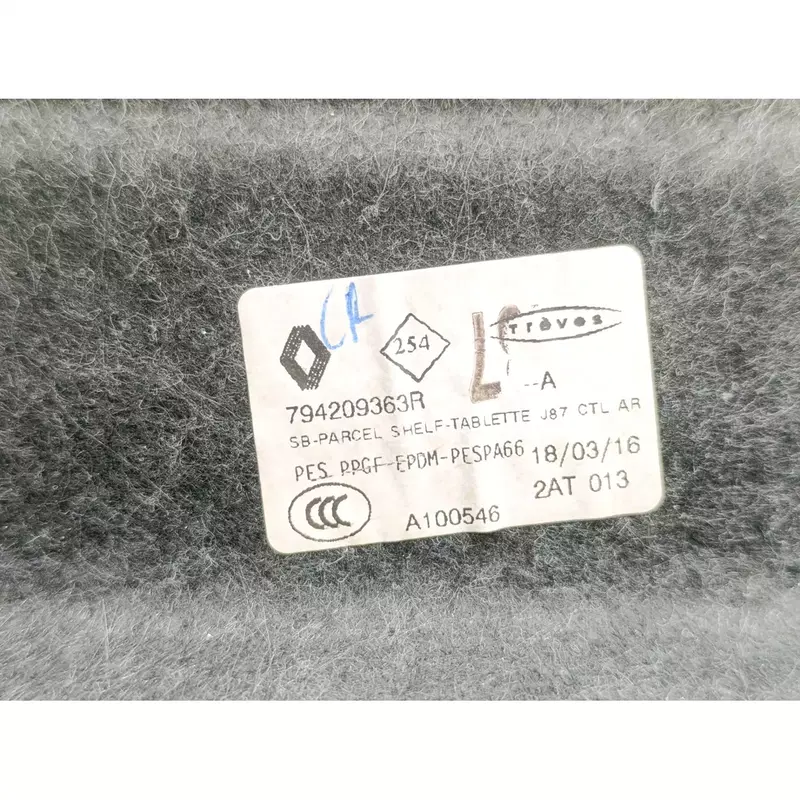 CR
254
Trèves
--A
794209363R
SB-PARCEL SHELF-TABLETTE J87 CTL AR
PES PPGF-EPDM-PESPA66 18/03/16
2AT 013
CCC
A100546